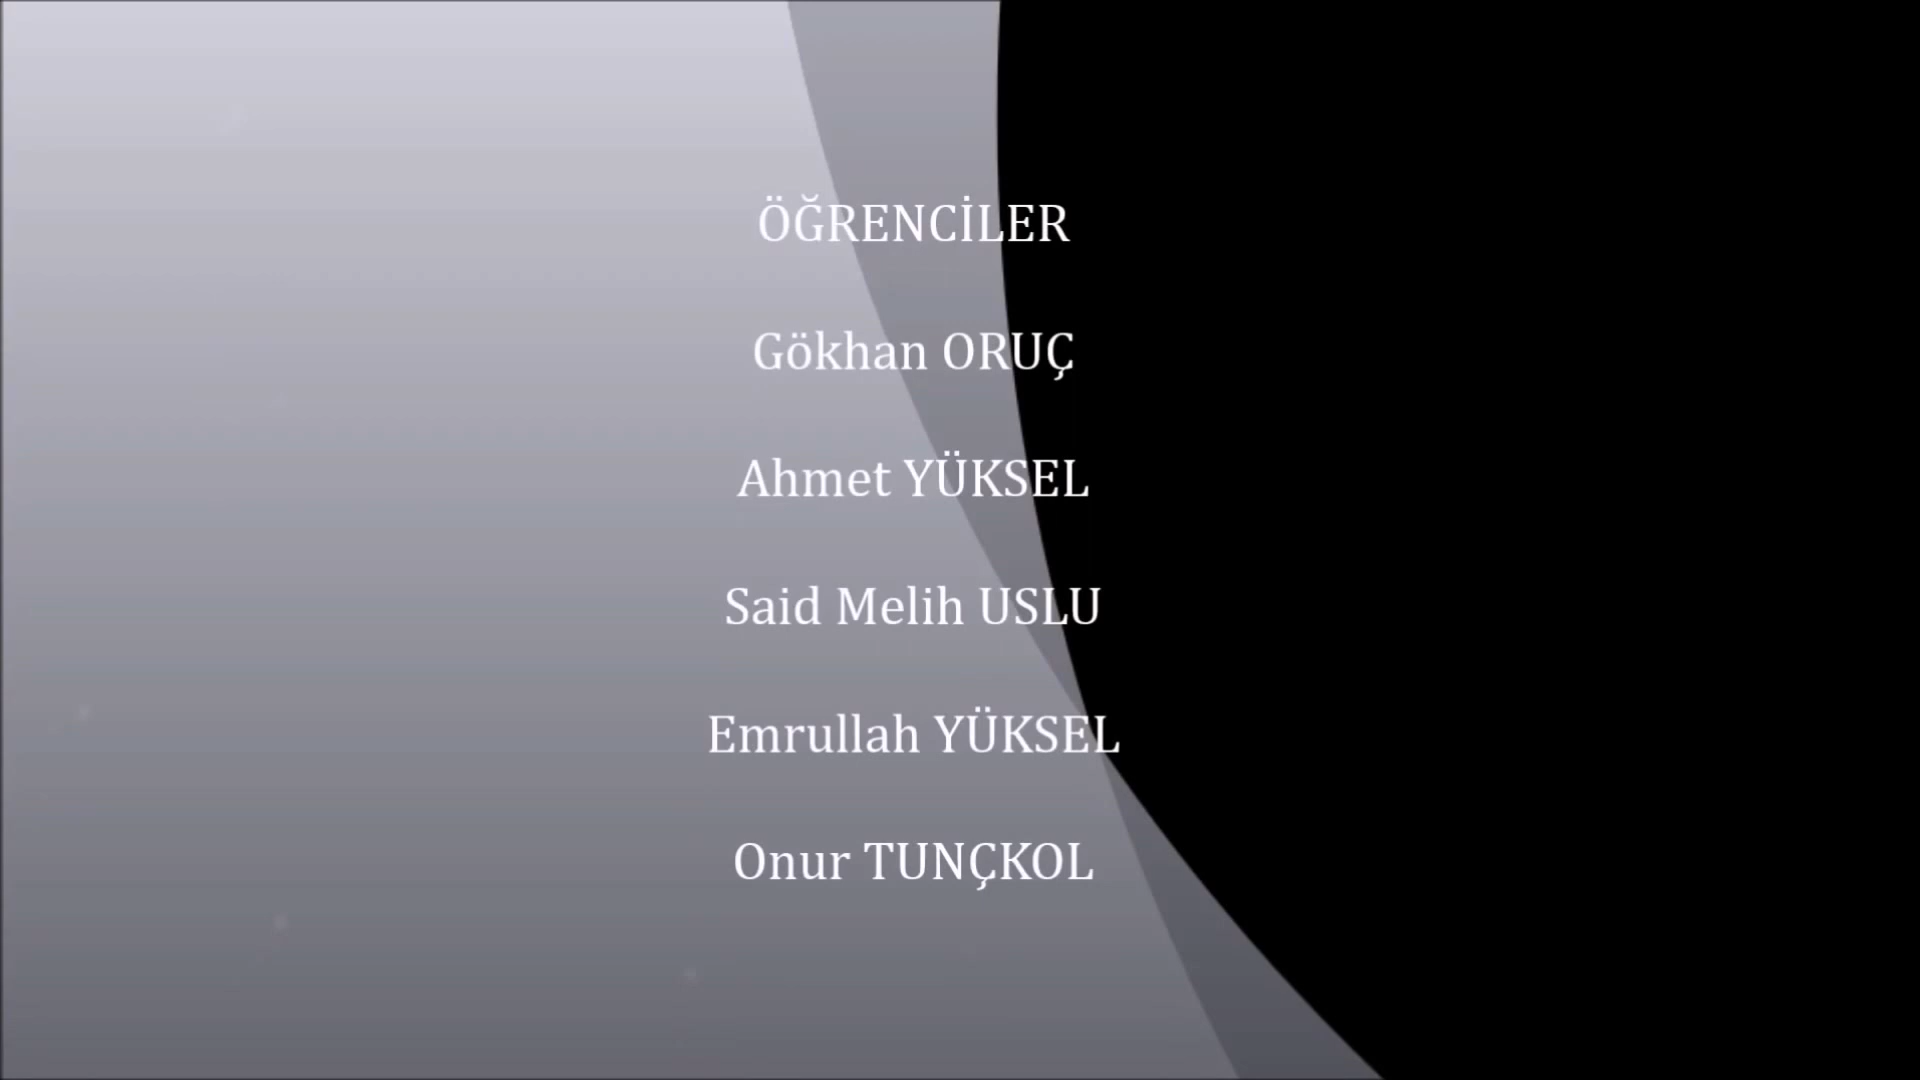 ÖĞRENCİLER
Gökhan ORUÇ
Ahmet YÜKSEL
Said Melih USLU
Emrullah YÜKSEL
Onur TUNÇKOL